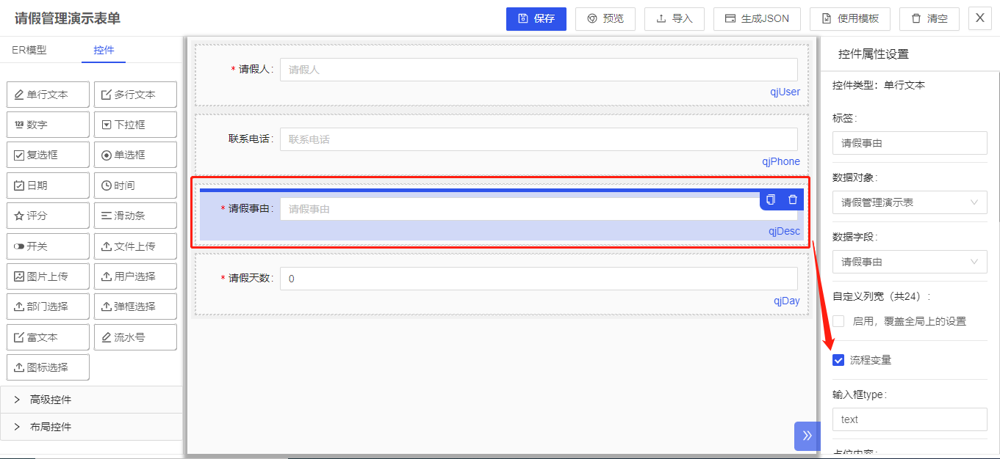 请假管理演示表单
保存
预览
导入
生成JSON
使用模板
清空
X
ER模型
控件
单行文本
多行文本
数字
下拉框
复选框
单选框
日期
时间
评分
滑动条
开关
文件上传
图片上传
用户选择
部门选择
弹框选择
富文本
流水号
图标选择
高级控件
布局控件
* 请假人:
请假人
qjUser
联系电话:
联系电话
qjPhone
* 请假事由:
请假事由
qjDesc
* 请假天数:
0
qjDay
控件属性设置
控件类型: 单行文本
标签:
请假事由
数据对象:
请假管理演示表
数据字段:
请假事由
自定义列宽（共24）:
启用，覆盖全局上的设置
流程变量
输入框type:
text